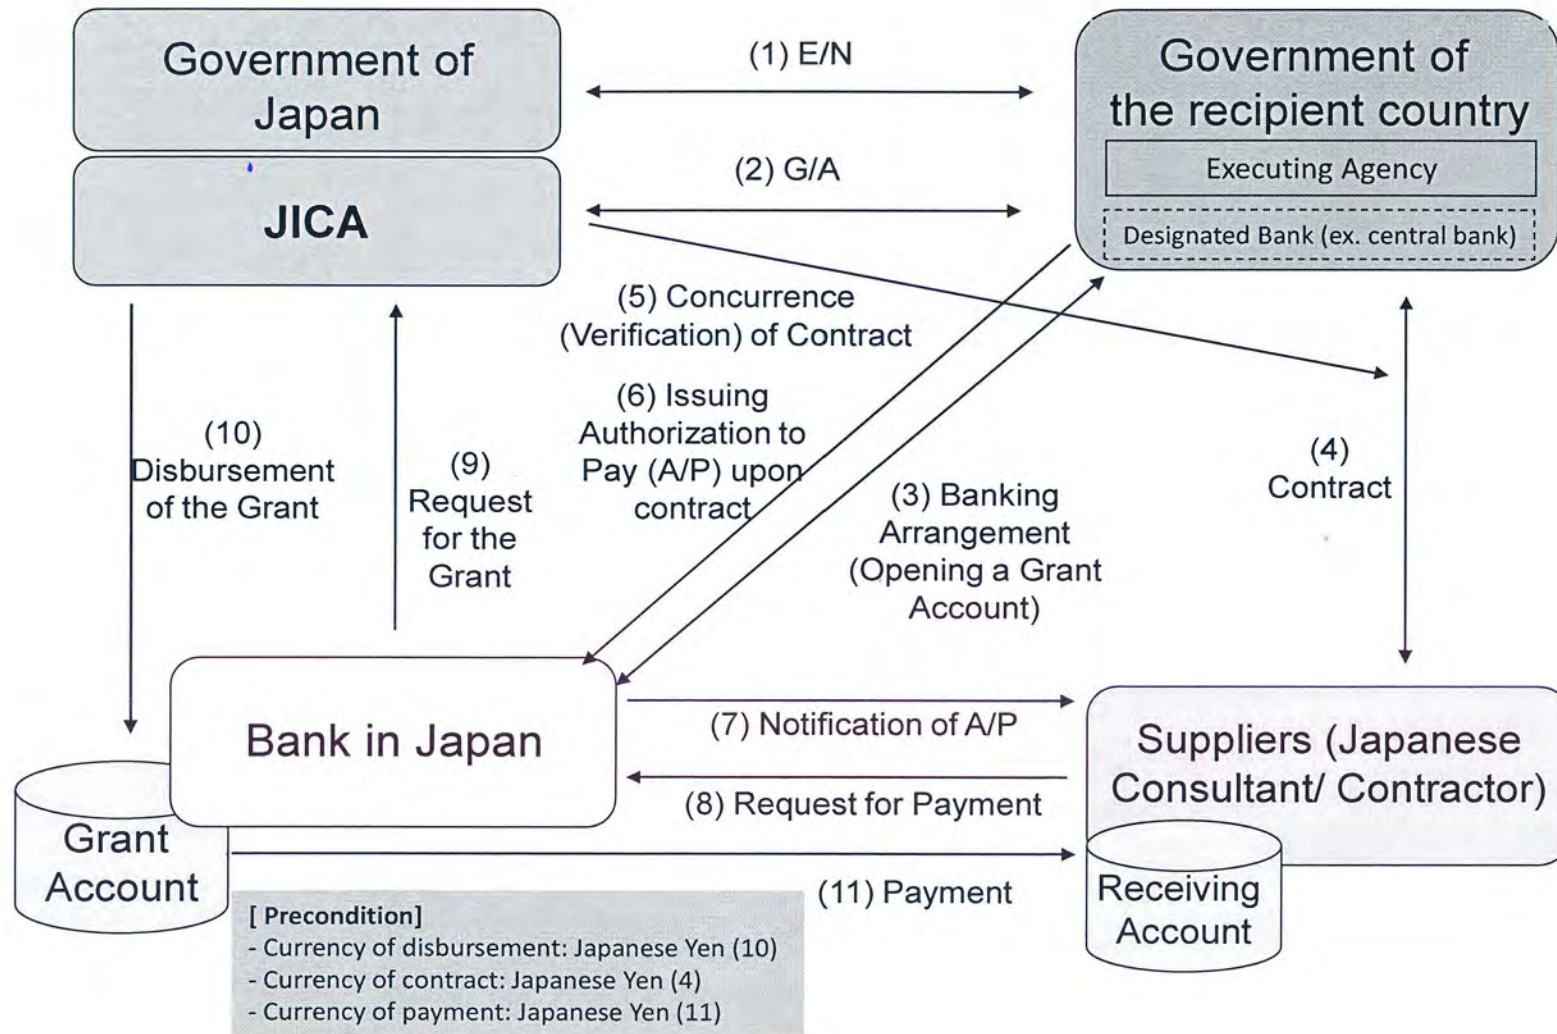 Government of
Japan
(1) E/N
Government of
the recipient country
Executing Agency
Designated Bank (ex. central bank)
JICA
(2) G/A
(5) Concurrence
(Verification) of Contract
(6) Issuing
Authorization to
Pay (A/P) upon
contract
(10)
Disbursement
of the Grant
(9)
Request
for the
Grant
(3) Banking
Arrangement
(Opening a Grant
Account)
(4)
Contract
Bank in Japan
(7) Notification of A/P
(8) Request for Payment
Suppliers (Japanese
Consultant/ Contractor)
Grant
Account
(11) Payment
Receiving
Account
[ Precondition]
- Currency of disbursement: Japanese Yen (10)
- Currency of contract: Japanese Yen (4)
- Currency of payment: Japanese Yen (11)